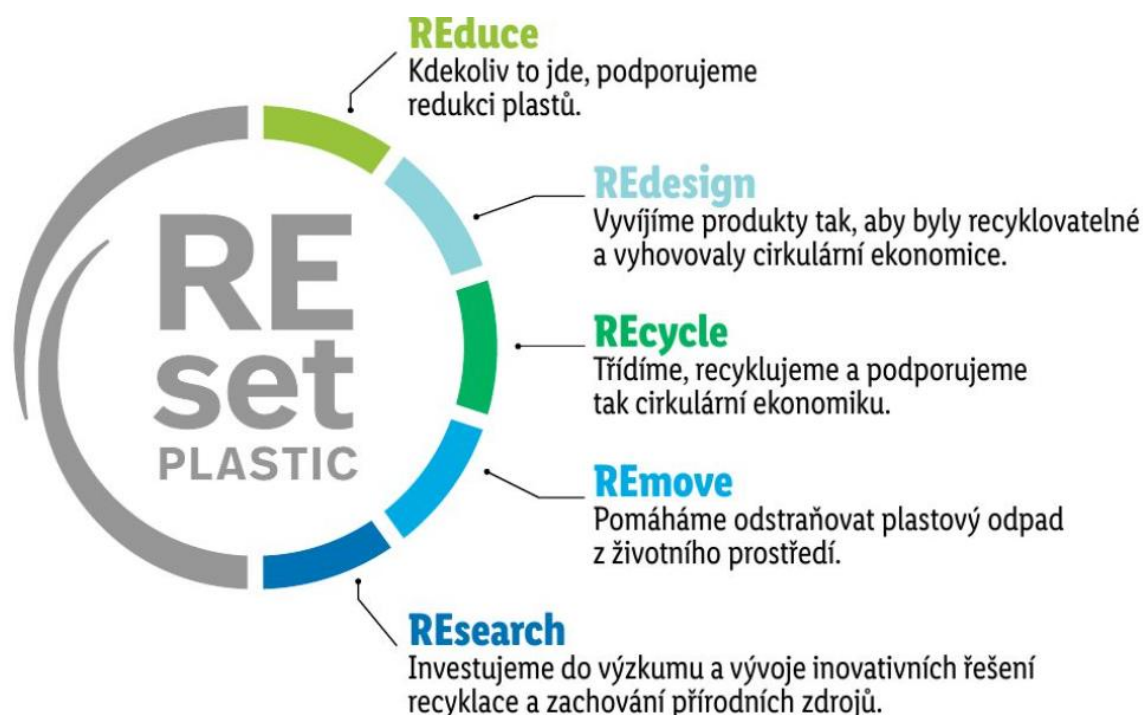 REduce
Kdekoliv to jde, podporujeme
redukci plastů.
REdesign
Vyvíjíme produkty tak, aby byly recyklovatelné
a vyhovovaly cirkulární ekonomice.
RE
set
PLASTIC
REcycle
Třídíme, recyklujeme a podporujeme
tak cirkulární ekonomiku.
REmove
Pomáháme odstraňovat plastový odpad
z životního prostředí.
REsearch
Investujeme do výzkumu a vývoje inovativních řešení
recyklace a zachování přírodních zdrojů.